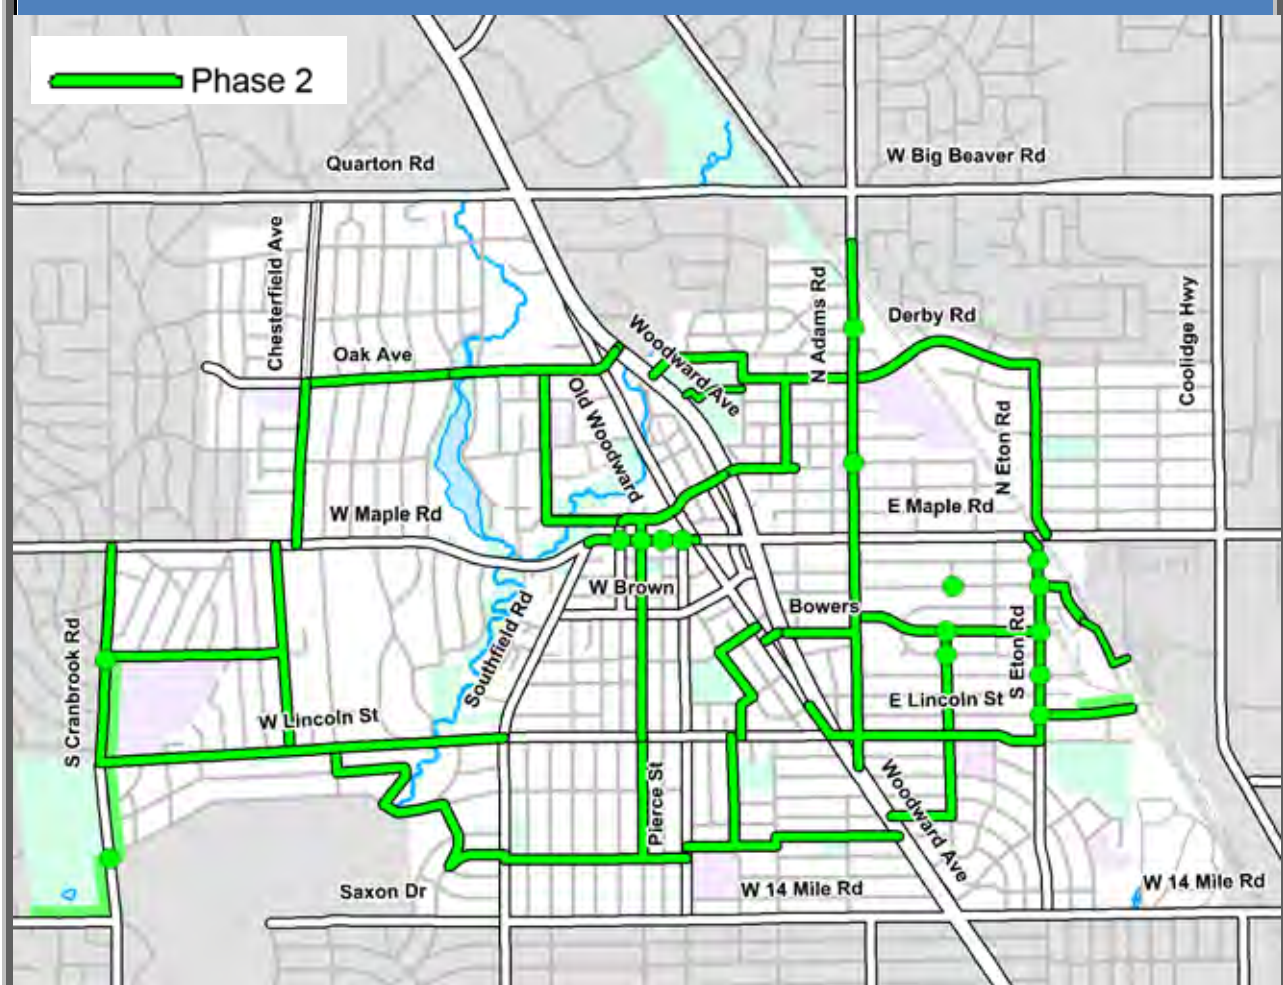 Phase 2
Quarton Rd
W Big Beaver Rd
Chesterfield Ave
N Adams Rd
Derby Rd
Coolidge Hwy
Oak Ave
Woodward Ave
Old Woodward
N Eton Rd
W Maple Rd
E Maple Rd
W Brown
Bowers
S Cranbrook Rd
Southfield Rd
S Eton Rd
W Lincoln St
E Lincoln St
Pierce St
Woodward Ave
Saxon Dr
W 14 Mile Rd
W 14 Mile Rd